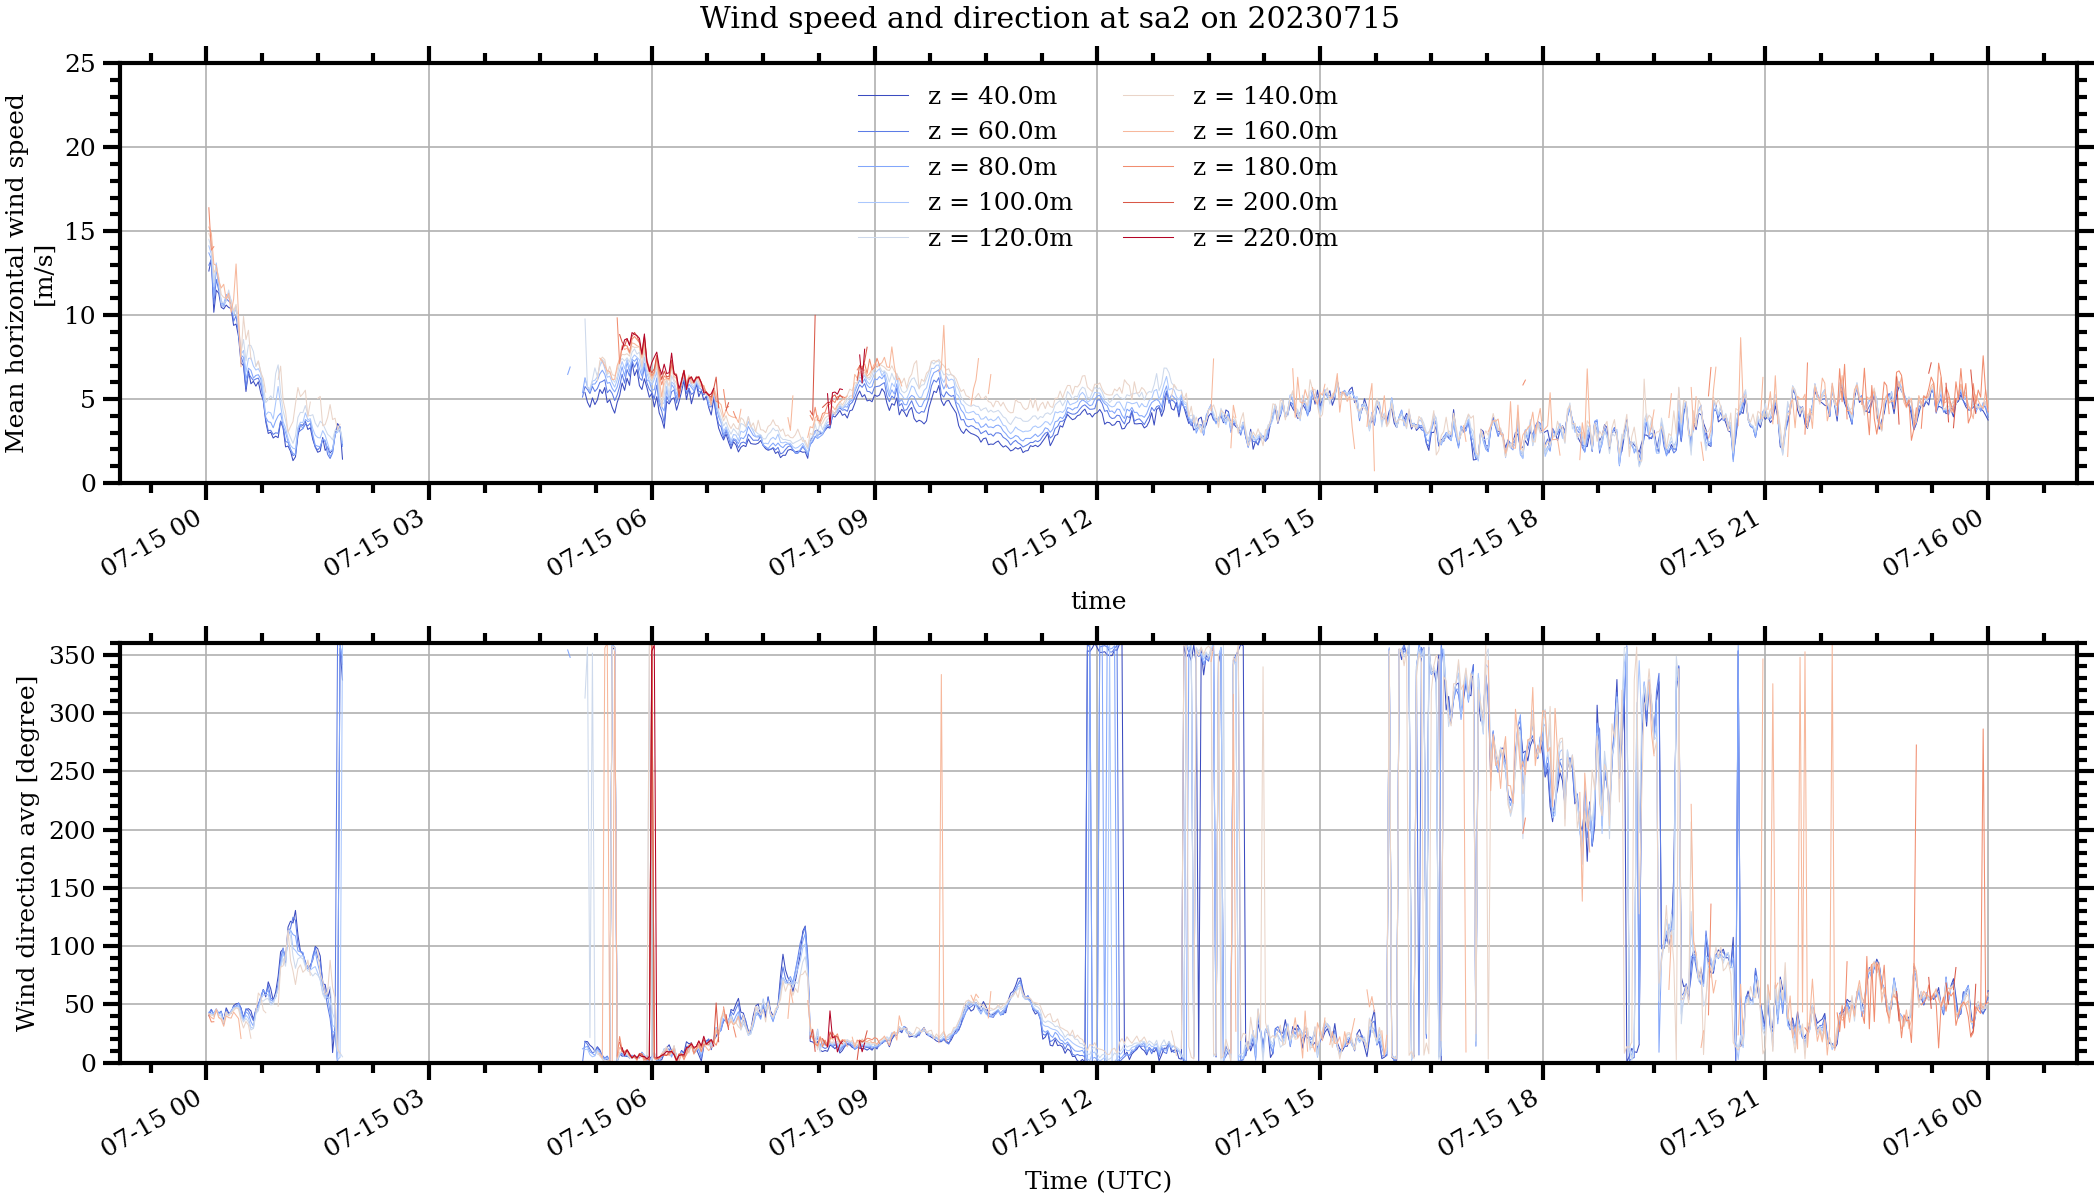 Wind speed and direction at sa2 on 20230715
Mean horizontal wind speed
[m/s]
25
20
15
10
5
0
z = 40.0m
z = 60.0m
z = 80.0m
z = 100.0m
z = 120.0m
z = 140.0m
z = 160.0m
z = 180.0m
z = 200.0m
z = 220.0m
07-15 00
07-15 03
07-15 06
07-15 09
07-15 12
07-15 15
07-15 18
07-15 21
07-16 00
time
Wind direction avg [degree]
350
300
250
200
150
100
50
0
07-15 00
07-15 03
07-15 06
07-15 09
07-15 12
07-15 15
07-15 18
07-15 21
07-16 00
Time (UTC)